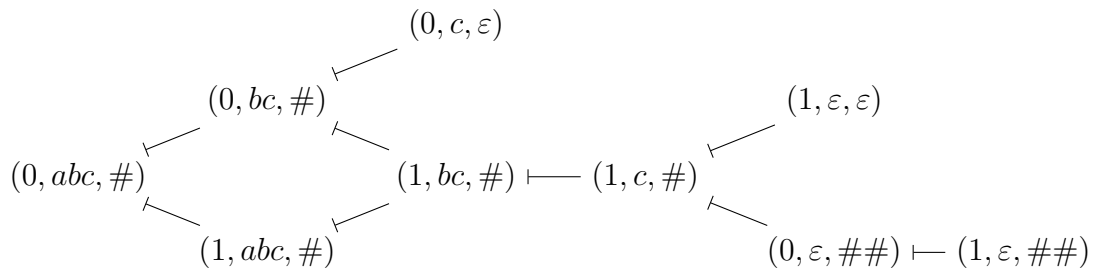 (0, c, ε)
(0, bc, #)
(1, ε, ε)
(0, abc, #)
(1, bc, #)
(1, c, #)
(1, abc, #)
(0, ε, ##)
(1, ε, ##)